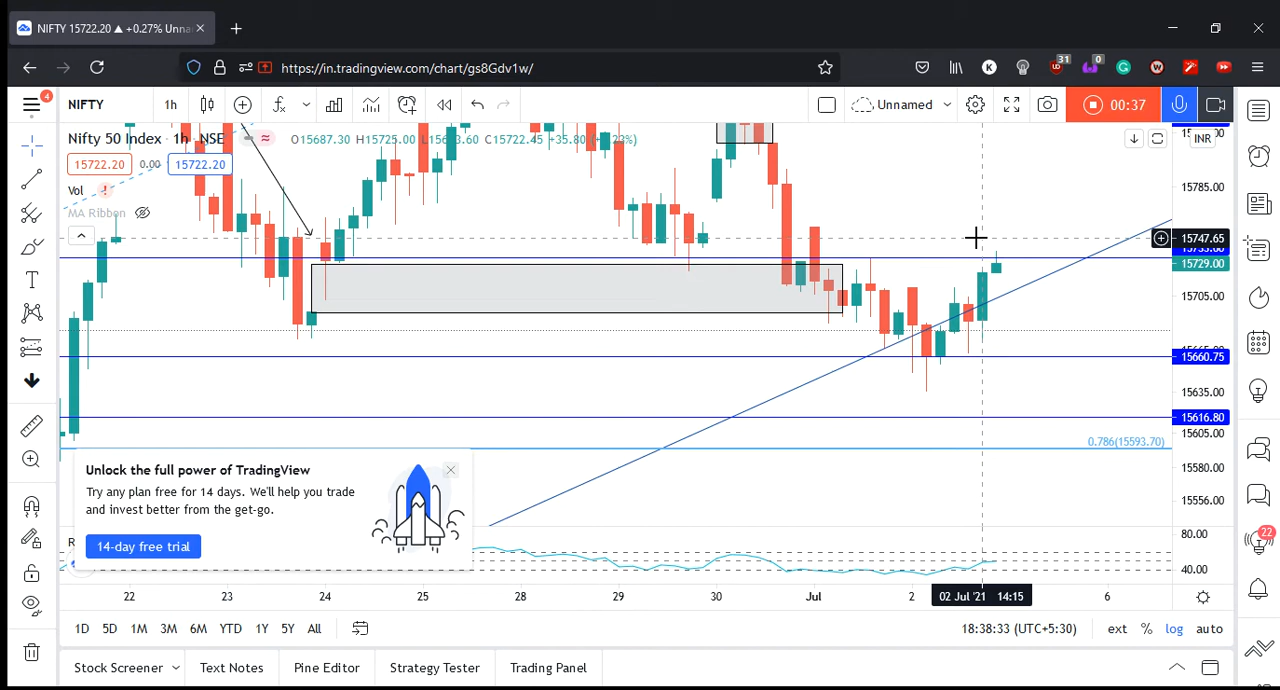 NIFTY 15722.20 ▲ +0.27% Unna
https://in.tradingview.com/chart/gs8Gdv1w/
31
0
K
4
NIFTY
1h
Unnamed
00:37
Nifty 50 Index · 1h · NSE
O15687.30 H15725.00
C15722.45 +35.80
INR
15722.20
0.00
15722.20
Vol
MA Ribbon
15785.00
15747.65
15729.00
15705.00
15660.75
15635.00
15616.80
15605.00
0.786(15593.70)
15580.00
15556.00
Unlock the full power of TradingView
Try any plan free for 14 days. We'll help you trade
and invest better from the get-go.
14-day free trial
80.00
40.00
22
22
23
24
25
28
29
30
Jul
2
02 Jul '21 14:15
6
1D
5D
1M
3M
6M
YTD
1Y
5Y
All
18:38:33 (UTC+5:30)
ext
%
log
auto
Stock Screener
Text Notes
Pine Editor
Strategy Tester
Trading Panel